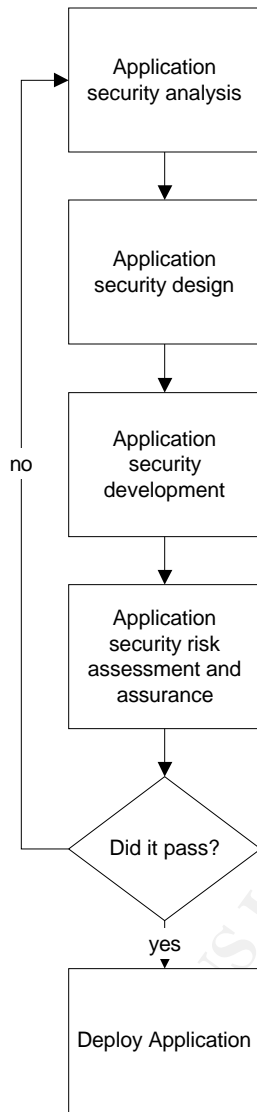 Application
security analysis
Application
security design
Application
security
development
no
Application
security risk
assessment and
assurance
Did it pass?
yes
Deploy Application